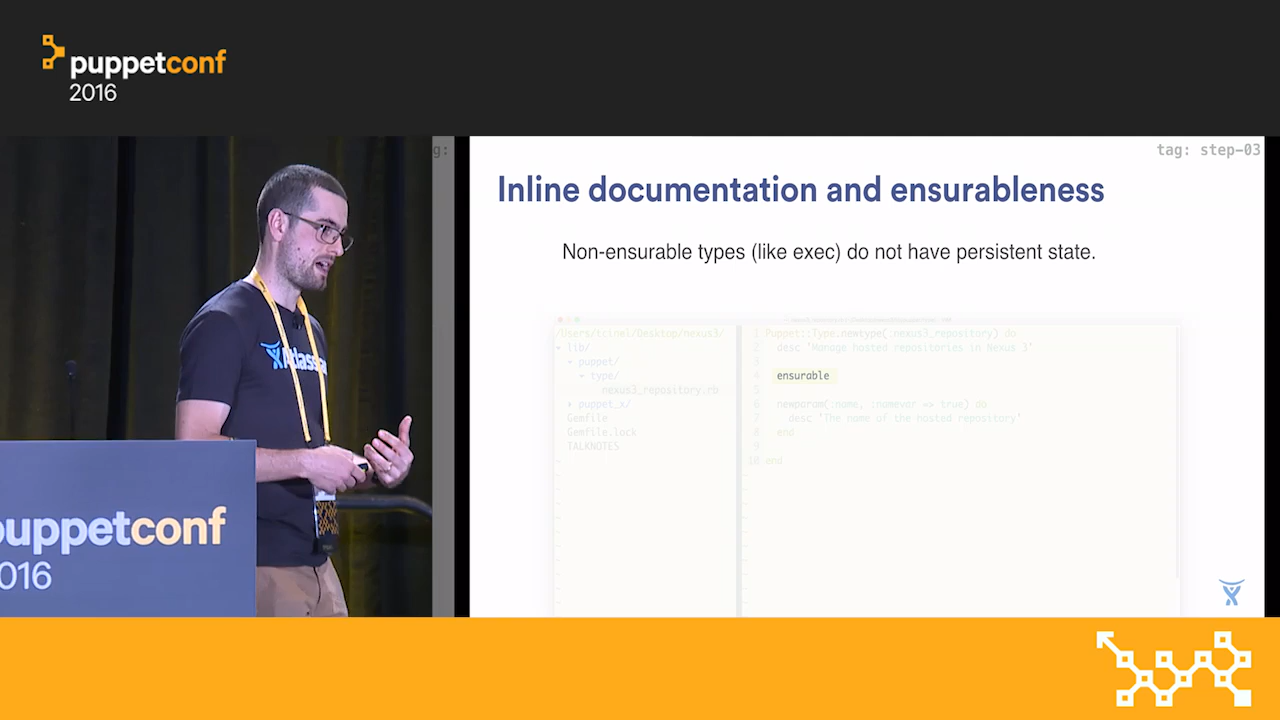 puppetconf
2016
g:
tag: step-03
Inline documentation and ensurableness
Non-ensurable types (like exec) do not have persistent state.
/Users/tcinei/Desktop/nexus3/
lib/
puppet/
type/
nexus3_repository.rb
puppet_x/
Gemfile
Gemfile.lock
TALKNOTES
1 Puppet::Type.newtype(:nexus3_repository) do
2 desc 'Manage hosted repositories in Nexus 3'
3
4 ensurable
5
6 newparam(:name, :namevar => true) do
7 desc 'The name of the hosted repository'
8 end
9
10 end
Atlassi
puppetconf
016